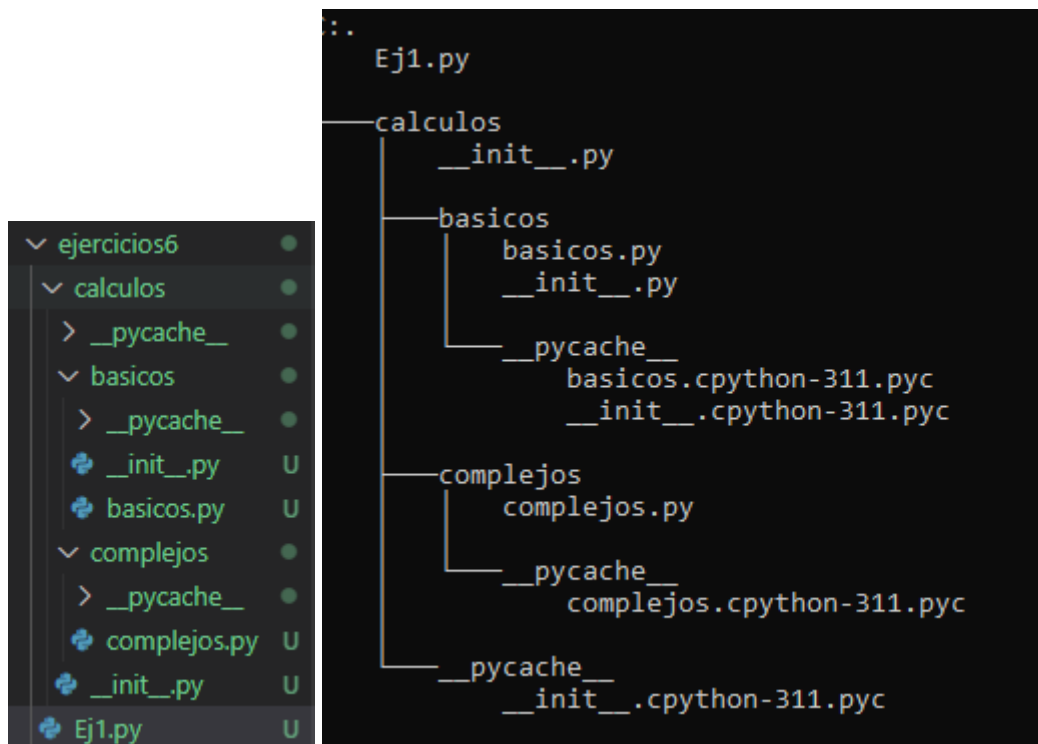 ejercicios6
calculos
__pycache__
basicos
__pycache__
__init__.py U
basicos.py U
complejos
__pycache__
complejos.py U
__init__.py U
Ej1.py U
:.
Ej1.py
calculos
__init__.py
basicos
basicos.py
__init__.py
__pycache__
basicos.cpython-311.pyc
__init__.cpython-311.pyc
complejos
complejos.py
__pycache__
complejos.cpython-311.pyc
__pycache__
__init__.cpython-311.pyc